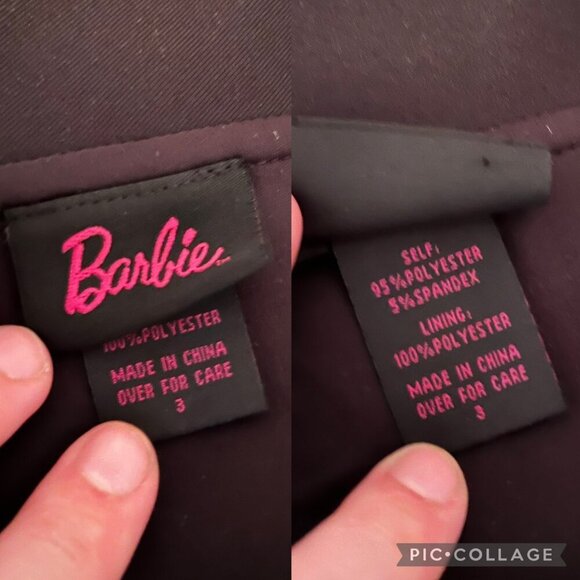 Barbie
100%POLYESTER
MADE IN CHINA
OVER FOR CARE
3
SELF:
95%POLYESTER
5%SPANDEX
LINING:
100%POLYESTER
MADE IN CHINA
OVER FOR CARE
3
PIC•COLLAGE